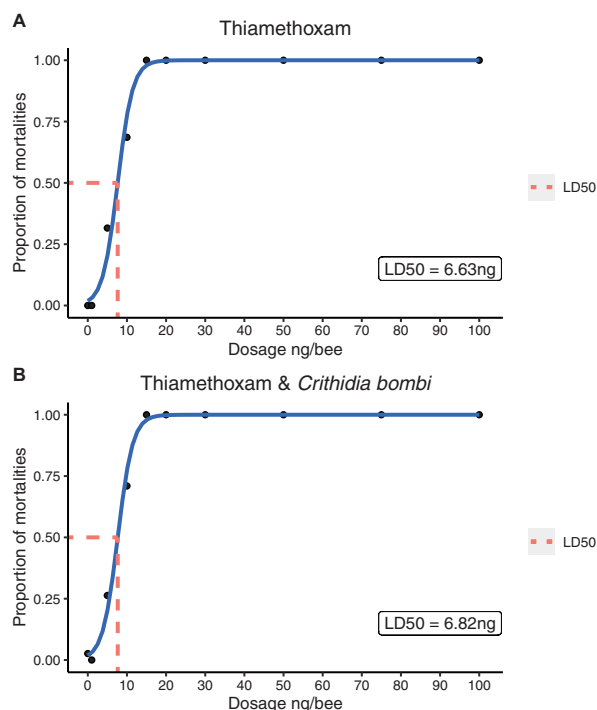 A
Thiamethoxam
1.00
0.75
0.50
0.25
0.00
Proportion of mortalities
0 10 20 30 40 50 60 70 80 90 100
Dosage ng/bee
LD50 = 6.63ng
LD50
B
Thiamethoxam & Crithidia bombi
1.00
0.75
0.50
0.25
0.00
Proportion of mortalities
0 10 20 30 40 50 60 70 80 90 100
Dosage ng/bee
LD50 = 6.82ng
LD50